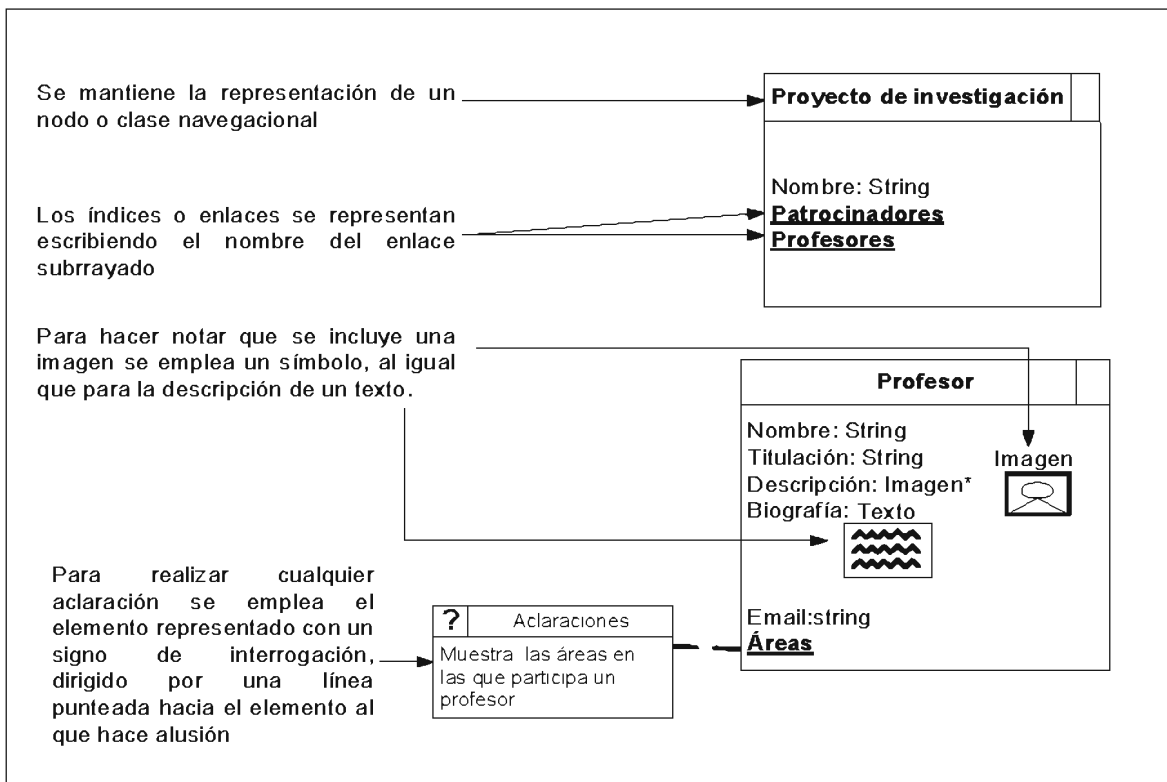 Se mantiene la representación de un
nodo o clase navegacional
Proyecto de investigación
Nombre: String
Patrocinadores
Profesores
Los índices o enlaces se representan
escribiendo el nombre del enlace
subrrayado
Para hacer notar que se incluye una
imagen se emplea un símbolo, al igual
que para la descripción de un texto.
Profesor
Nombre: String
Titulación: String
Descripción: Imagen*
Biografía: Texto
Imagen
Email:string
Áreas
Para realizar cualquier
aclaración se emplea el
elemento representado con un
signo de interrogación,
dirigido por una línea
punteada hacia el elemento al
que hace alusión
? Aclaraciones
Muestra las áreas en
las que participa un
profesor